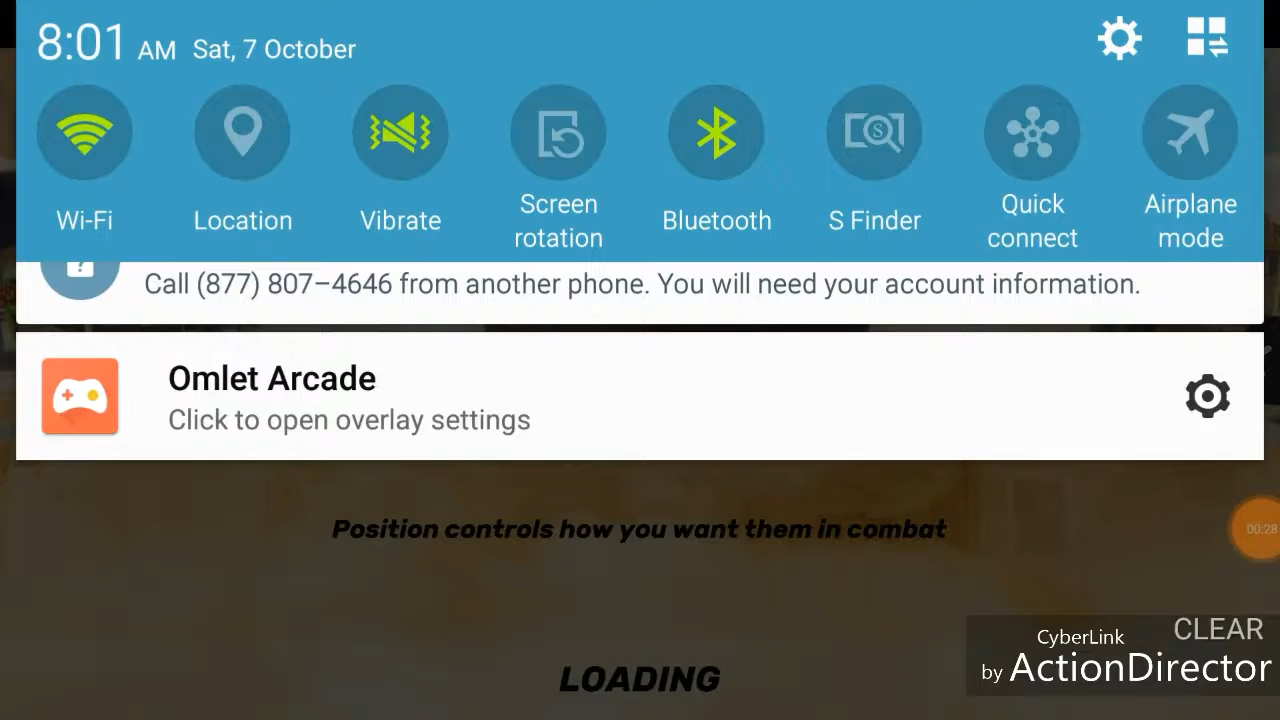 8:01 AM Sat, 7 October
Wi-Fi
Location
Vibrate
Screen
rotation
Bluetooth
S Finder
Quick
connect
Airplane
mode
Call (877) 807–4646 from another phone. You will need your account information.
Omlet Arcade
Click to open overlay settings
Position controls how you want them in combat
00:28
CLEAR
CyberLink
by ActionDirector
LOADING